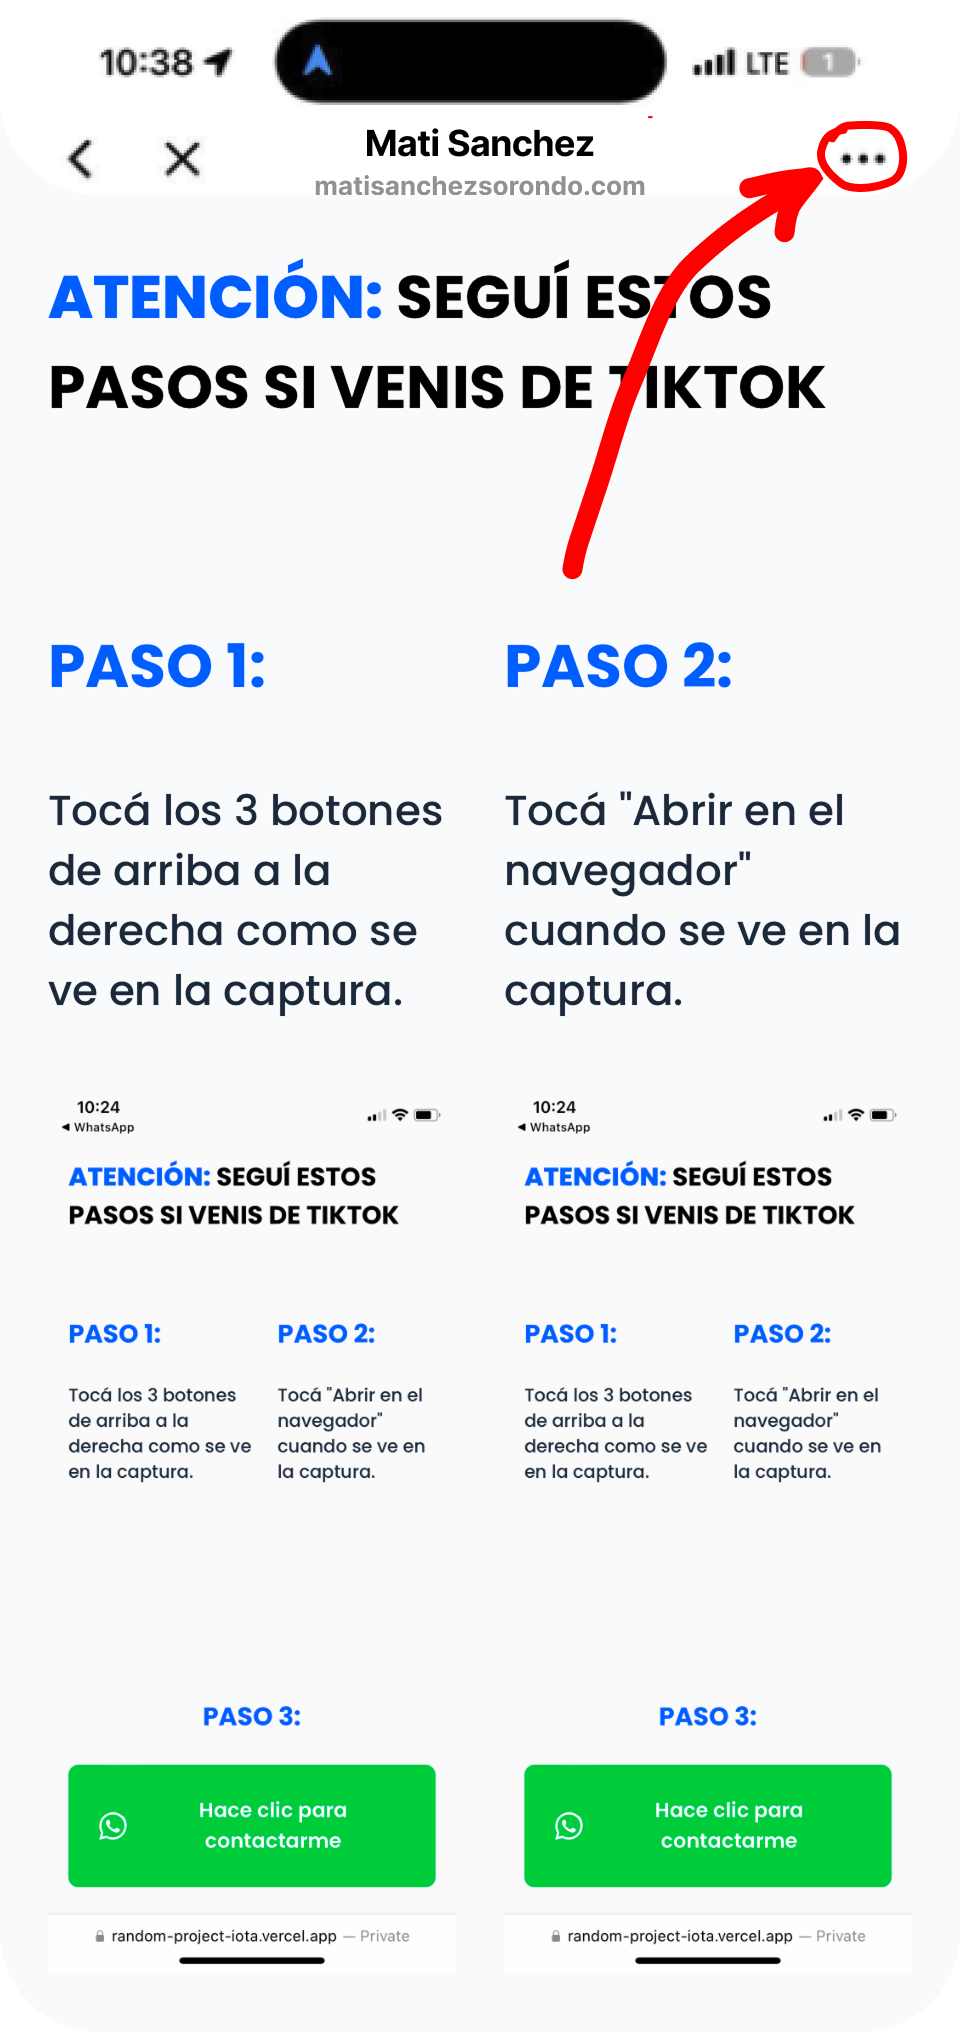 10:38
LTE
1
Mati Sanchez
matisanchezsorondo.com
ATENCIÓN: SEGUÍ ESTOS
PASOS SI VENIS DE TIKTOK
PASO 1:
Tocá los 3 botones
de arriba a la
derecha como se
ve en la captura.
PASO 2:
Tocá "Abrir en el
navegador"
cuando se ve en la
captura.
10:24
WhatsApp
ATENCIÓN: SEGUÍ ESTOS
PASOS SI VENIS DE TIKTOK
PASO 1:
Tocá los 3 botones
de arriba a la
derecha como se ve
en la captura.
PASO 2:
Tocá "Abrir en el
navegador"
cuando se ve en
la captura.
PASO 3:
Hace clic para
contactarme
random-project-iota.vercel.app — Private
10:24
WhatsApp
ATENCIÓN: SEGUÍ ESTOS
PASOS SI VENIS DE TIKTOK
PASO 1:
Tocá los 3 botones
de arriba a la
derecha como se ve
en la captura.
PASO 2:
Tocá "Abrir en el
navegador"
cuando se ve en
la captura.
PASO 3:
Hace clic para
contactarme
random-project-iota.vercel.app — Private